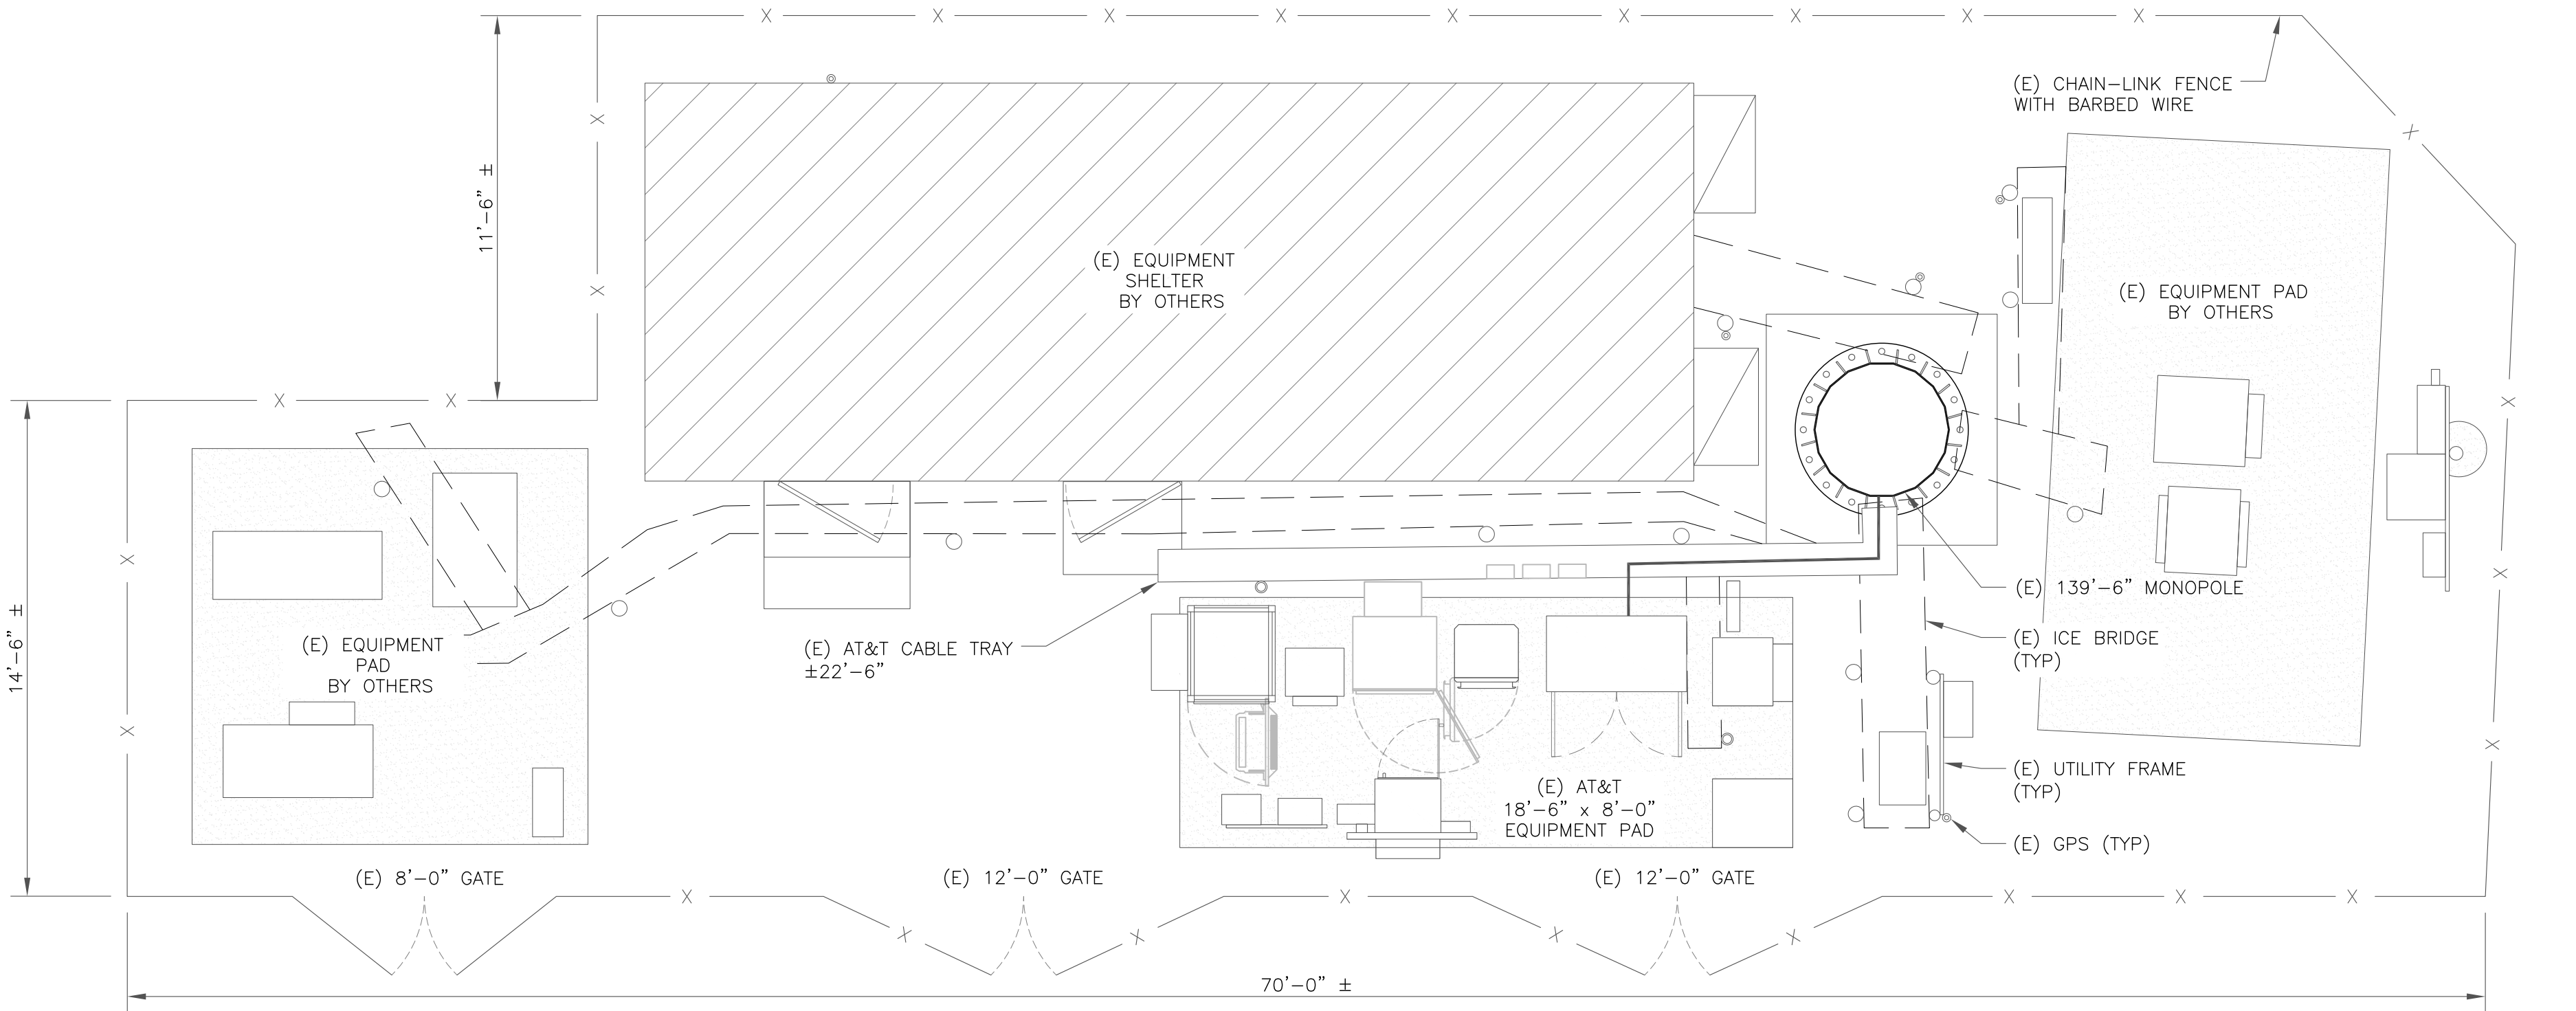 (E) CHAIN-LINK FENCE
WITH BARBED WIRE
11'-6" ±
(E) EQUIPMENT
SHELTER
BY OTHERS
(E) EQUIPMENT PAD
BY OTHERS
14'-6" ±
(E) EQUIPMENT
PAD
BY OTHERS
(E) AT&T CABLE TRAY
±22'-6"
(E) 139'-6" MONOPOLE
(E) ICE BRIDGE
(TYP)
(E) UTILITY FRAME
(TYP)
(E) AT&T
18'-6" x 8'-0"
EQUIPMENT PAD
(E) GPS (TYP)
(E) 8'-0" GATE
(E) 12'-0" GATE
(E) 12'-0" GATE
70'-0" ±